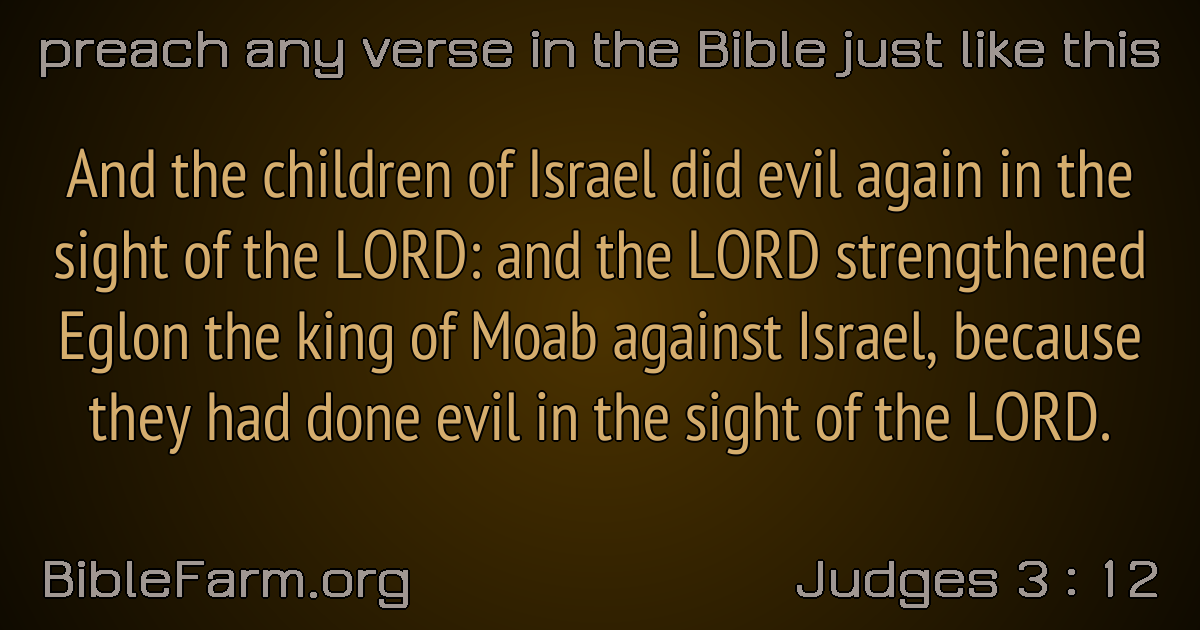 preach any verse in the Bible just like this
And the children of Israel did evil again in the
sight of the LORD: and the LORD strengthened
Eglon the king of Moab against Israel, because
they had done evil in the sight of the LORD.
BibleFarm.org
Judges 3 : 12